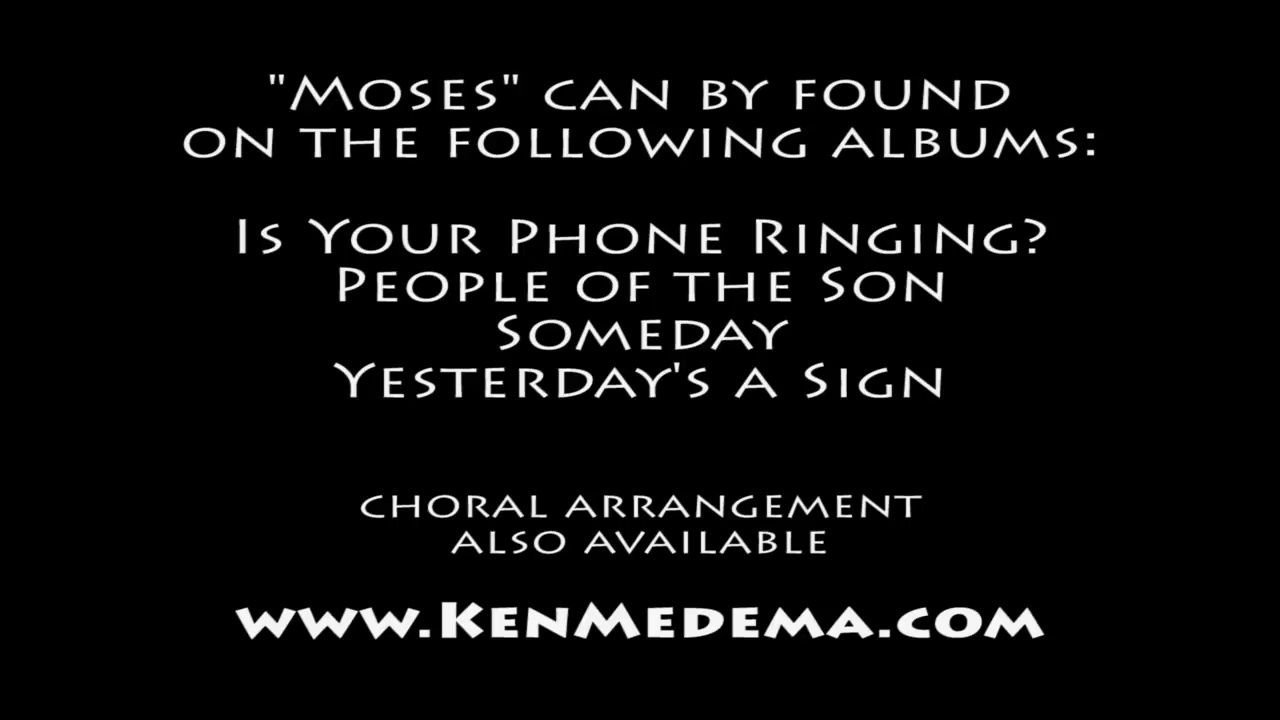 "Moses" can by found
on the following albums:
Is Your Phone Ringing?
People of the Son
Someday
Yesterday's a Sign
choral arrangement
also available
www.KenMedema.com